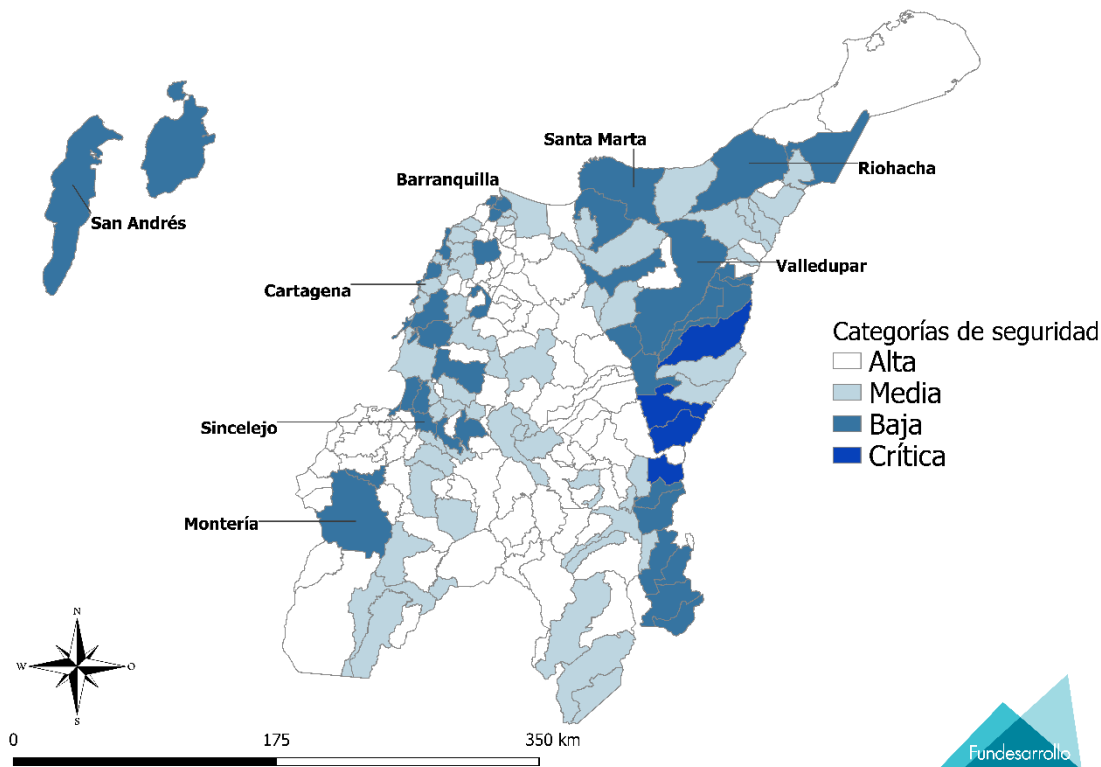 Santa Marta
Barranquilla
Riohacha
San Andrés
Valledupar
Cartagena
Categorías de seguridad
Alta
Media
Baja
Crítica
Sincelejo
Montería
N
W
O
S
0 175 350 km
Fundesarrollo